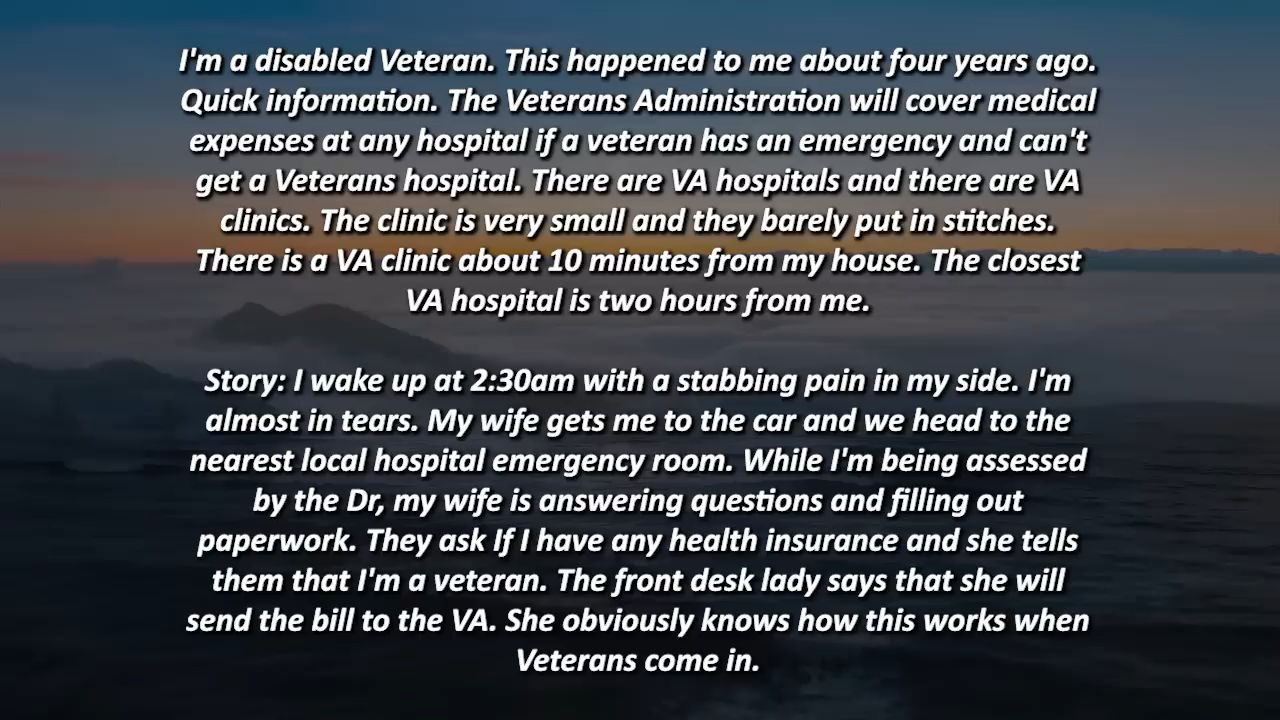 I'm a disabled Veteran. This happened to me about four years ago.
Quick information. The Veterans Administration will cover medical
expenses at any hospital if a veteran has an emergency and can't
get a Veterans hospital. There are VA hospitals and there are VA
clinics. The clinic is very small and they barely put in stitches.
There is a VA clinic about 10 minutes from my house. The closest
VA hospital is two hours from me.
Story: I wake up at 2:30am with a stabbing pain in my side. I'm
almost in tears. My wife gets me to the car and we head to the
nearest local hospital emergency room. While I'm being assessed
by the Dr, my wife is answering questions and filling out
paperwork. They ask If I have any health insurance and she tells
them that I'm a veteran. The front desk lady says that she will
send the bill to the VA. She obviously knows how this works when
Veterans come in.